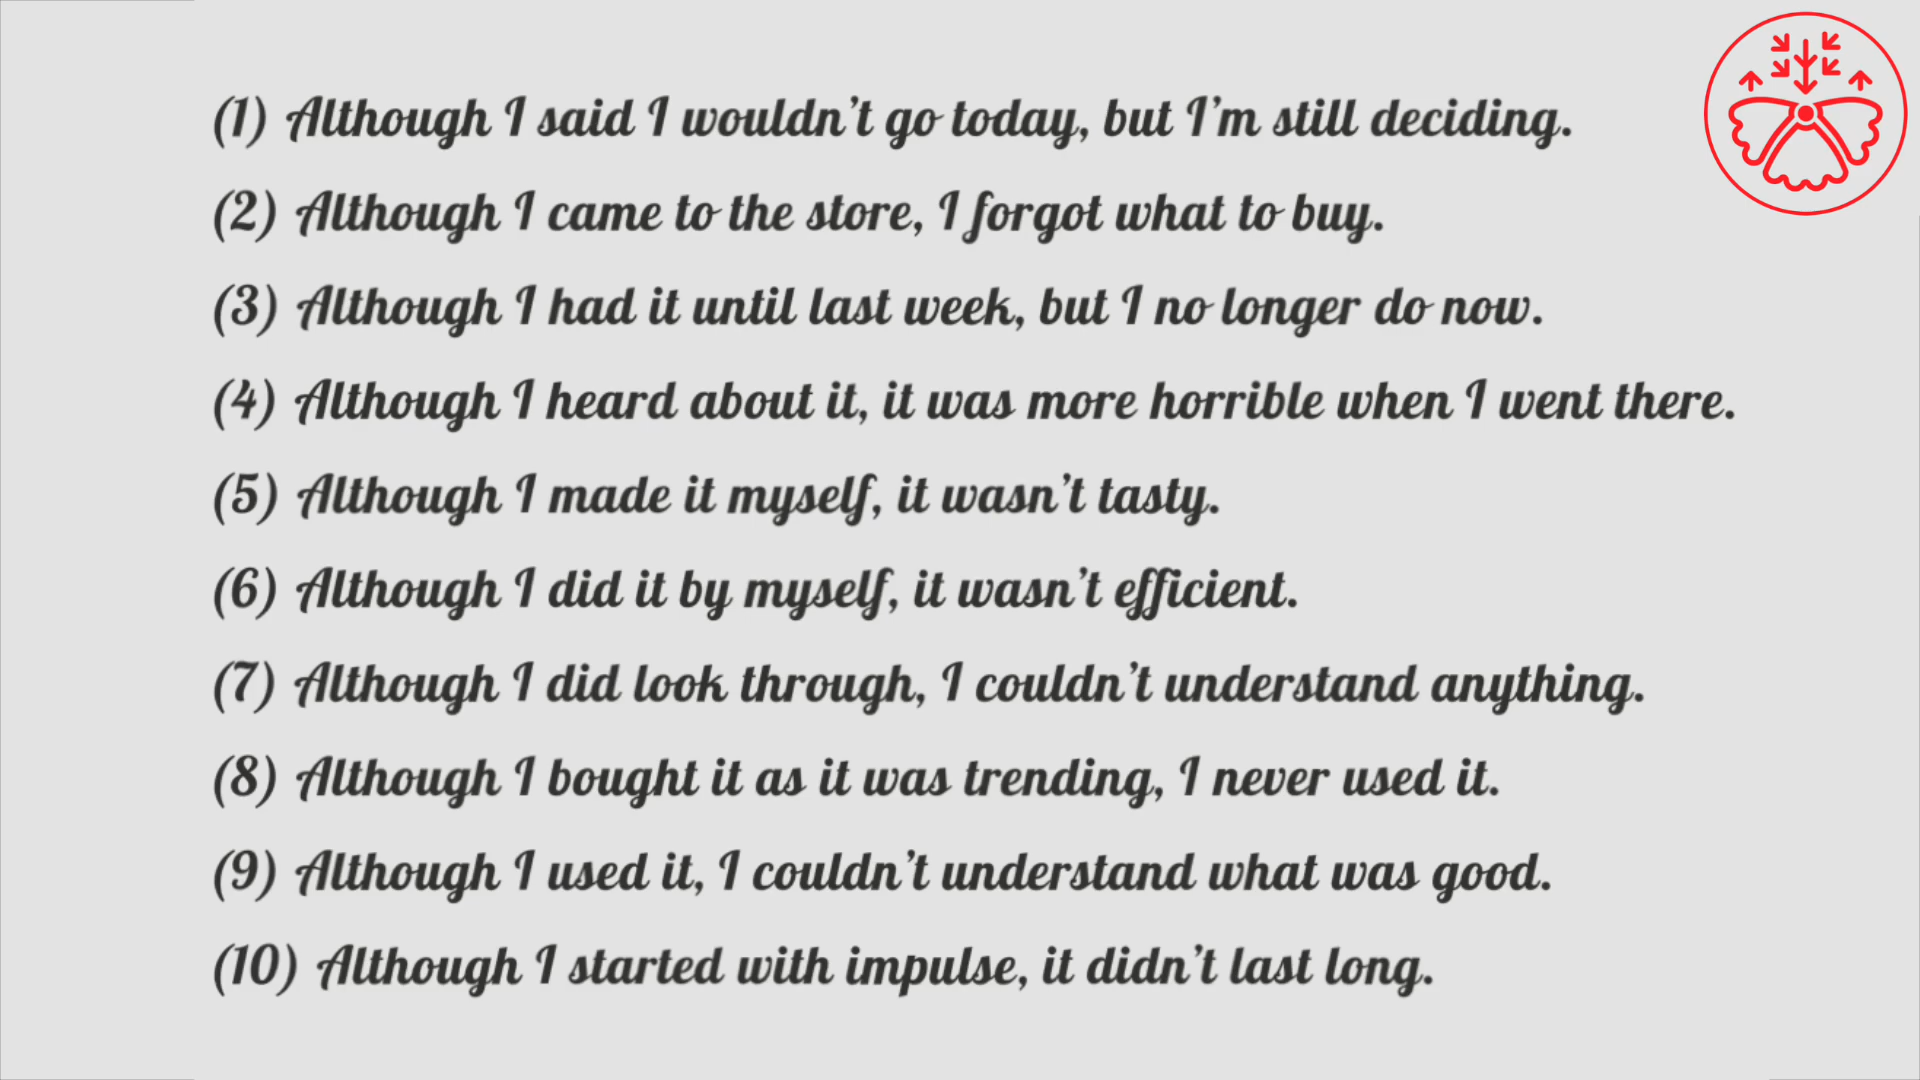 (1) Although I said I wouldn't go today, but I'm still deciding.
(2) Although I came to the store, I forgot what to buy.
(3) Although I had it until last week, but I no longer do now.
(4) Although I heard about it, it was more horrible when I went there.
(5) Although I made it myself, it wasn't tasty.
(6) Although I did it by myself, it wasn't efficient.
(7) Although I did look through, I couldn't understand anything.
(8) Although I bought it as it was trending, I never used it.
(9) Although I used it, I couldn't understand what was good.
(10) Although I started with impulse, it didn't last long.